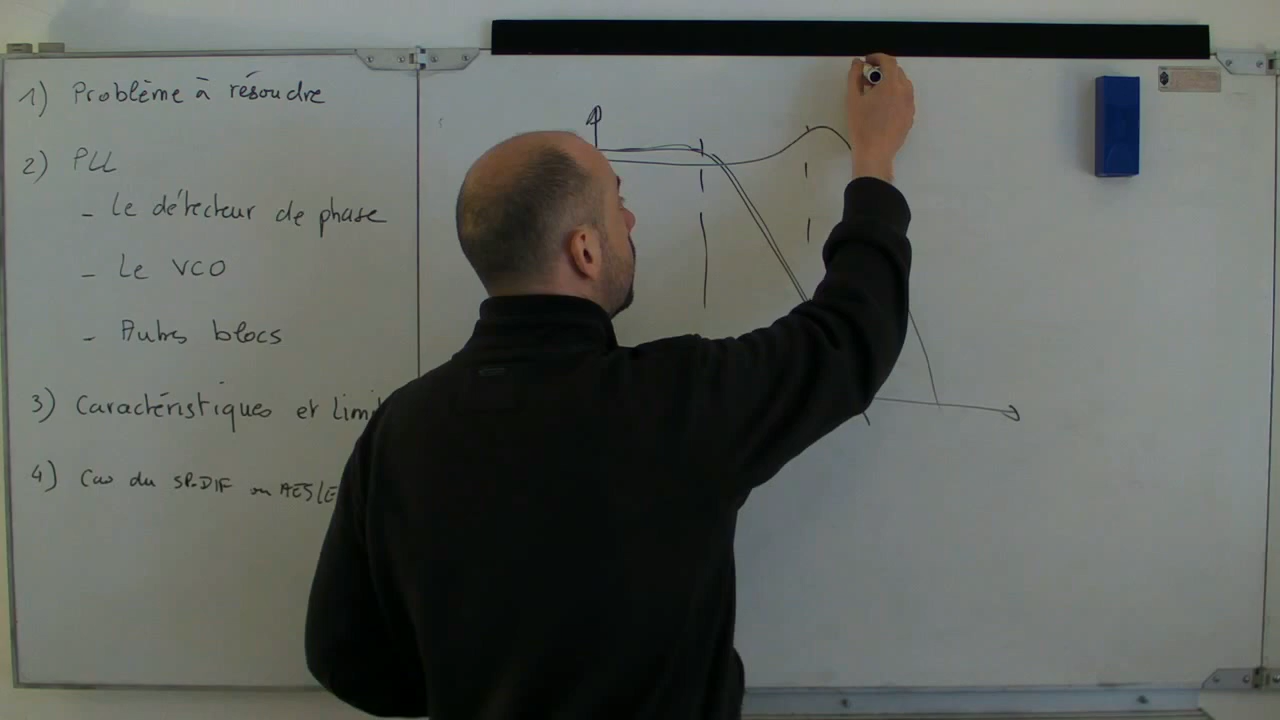 1) Problème à résoudre
2) PLL
- Le détecteur de phase
- Le VCO
- Autres blocs
3) Caractéristiques et Limi
4) Cas du SP-DIF ou AES/E